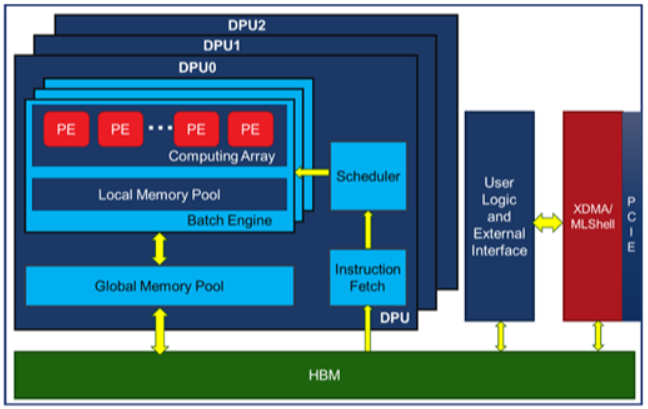 DPU2
DPU1
DPU0
PE
PE
PE
PE
Computing Array
Local Memory Pool
Batch Engine
Scheduler
Instruction
Fetch
Global Memory Pool
DPU
User
Logic
and
External
Interface
XDMA/
MLShell
P
C
I
E
HBM